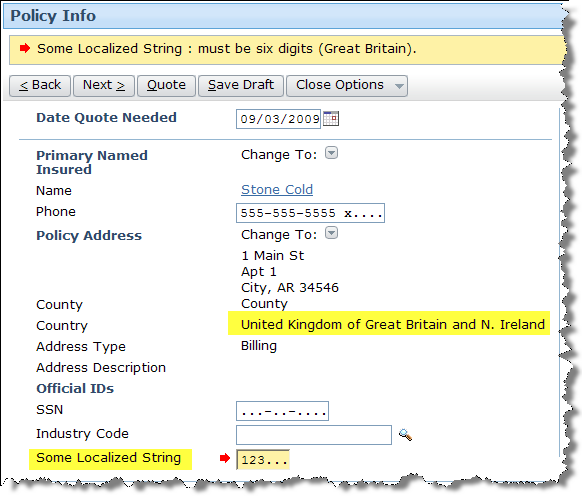 Policy Info
Some Localized String : must be six digits (Great Britain).
< Back Next > Quote Save Draft Close Options
Date Quote Needed 09/03/2009
Primary Named Insured Change To:
Name Stone Cold
Phone 555-555-5555 x....
Policy Address Change To:
1 Main St
Apt 1
City, AR 34546
County County
Country United Kingdom of Great Britain and N. Ireland
Address Type Billing
Address Description
Official IDs
SSN ...-..-....
Industry Code
Some Localized String 123...